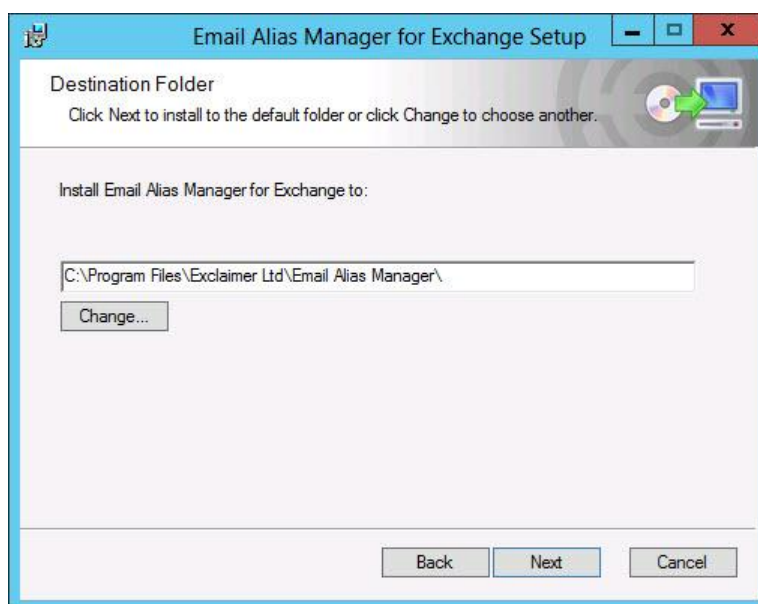 Email Alias Manager for Exchange Setup
Destination Folder
Click Next to install to the default folder or click Change to choose another.
Install Email Alias Manager for Exchange to:
C:\Program Files\Exclaimer Ltd\Email Alias Manager\
Change...
Back Next Cancel